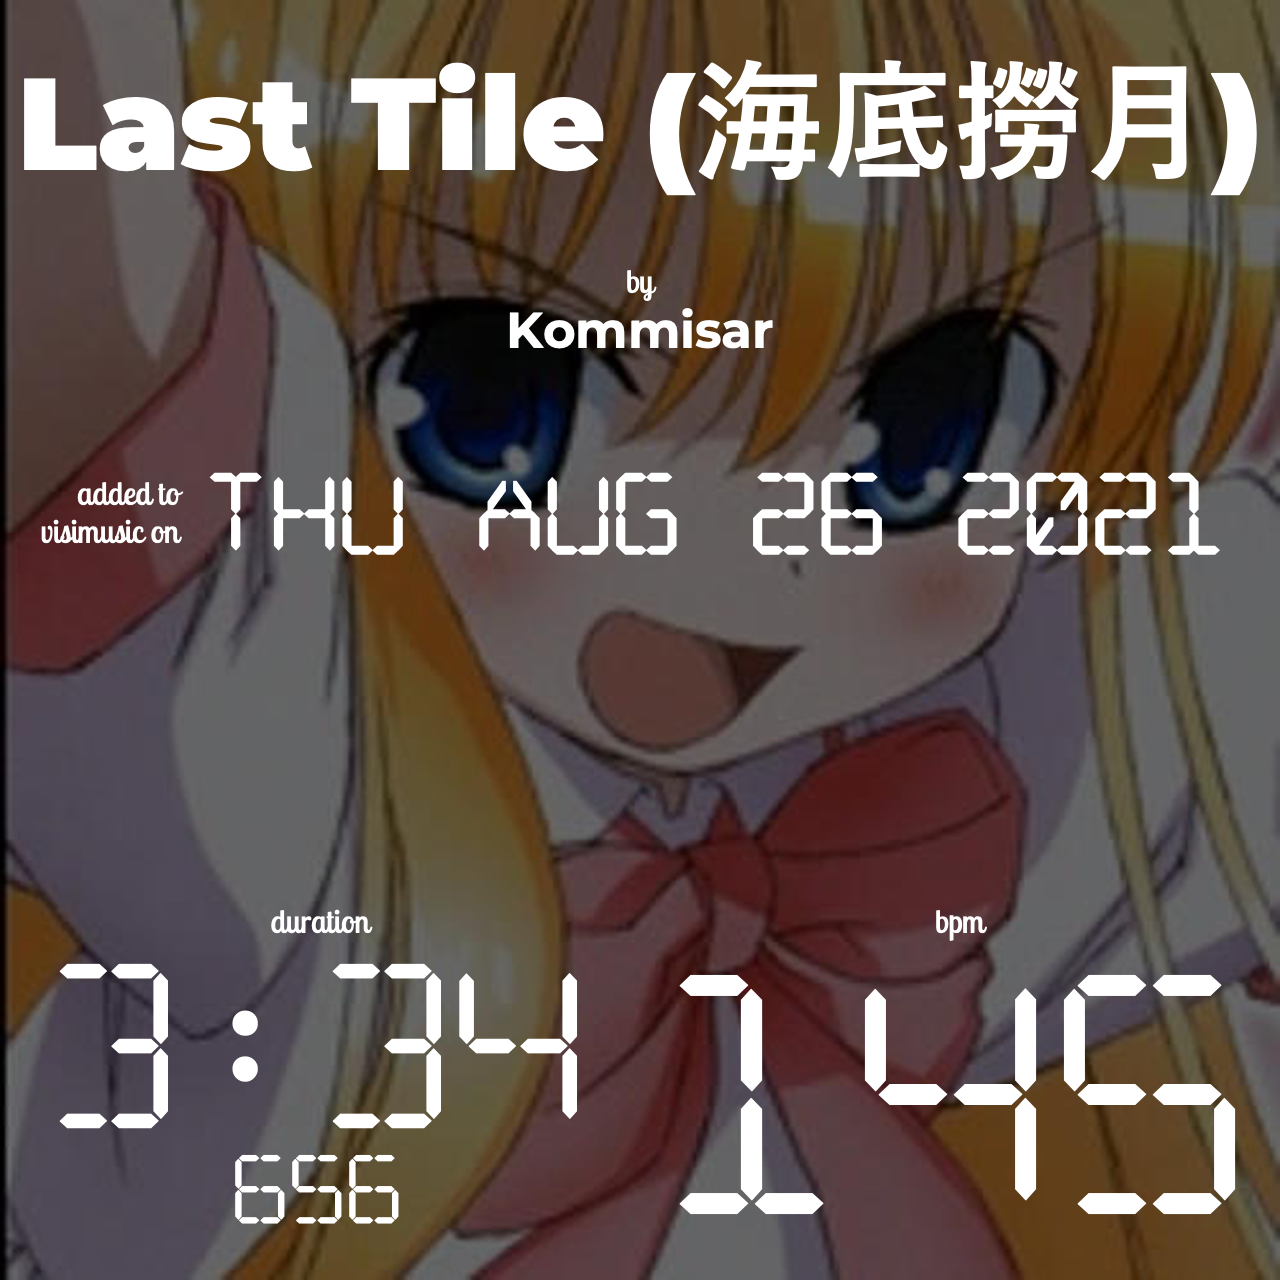 Last Tile (海底撈月)
by
Kommisar
added to
visimusic on
THU AUG 26 2021
duration
bpm
3:34
145
656